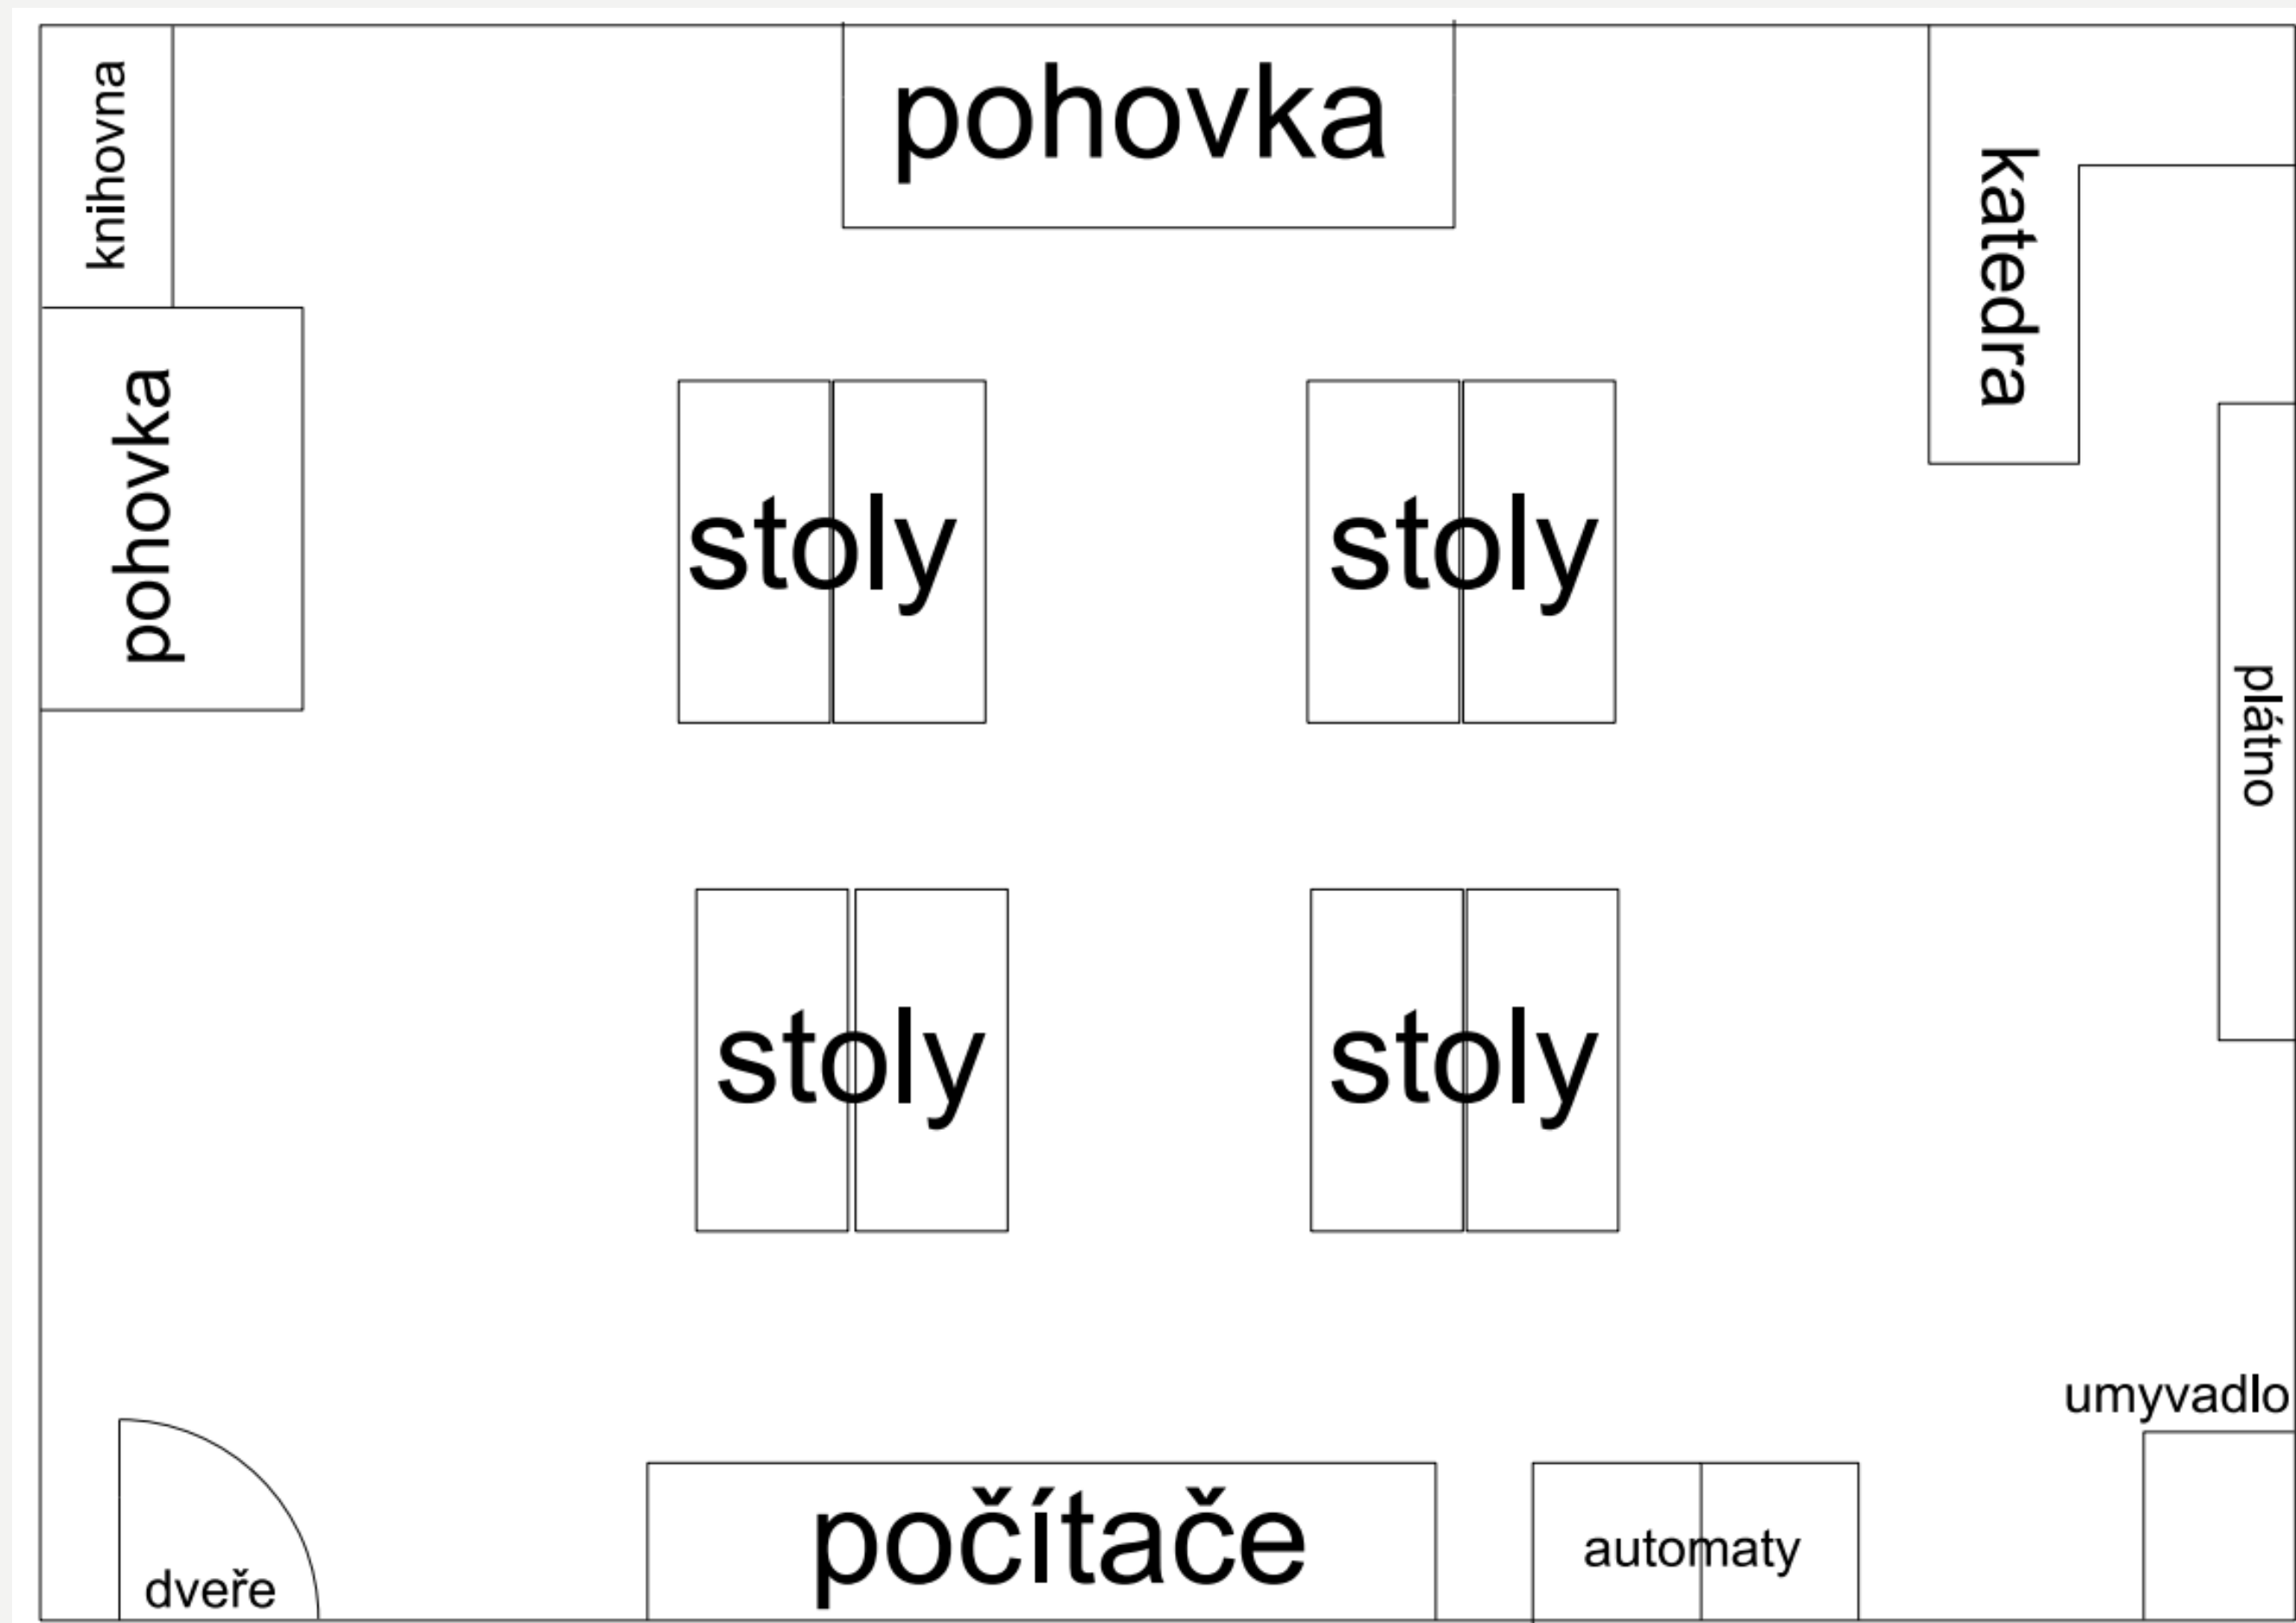 knihovna
pohovka
katedra
pohovka
stoly
stoly
plátno
stoly
stoly
umyvadlo
dveře
počítače
automaty